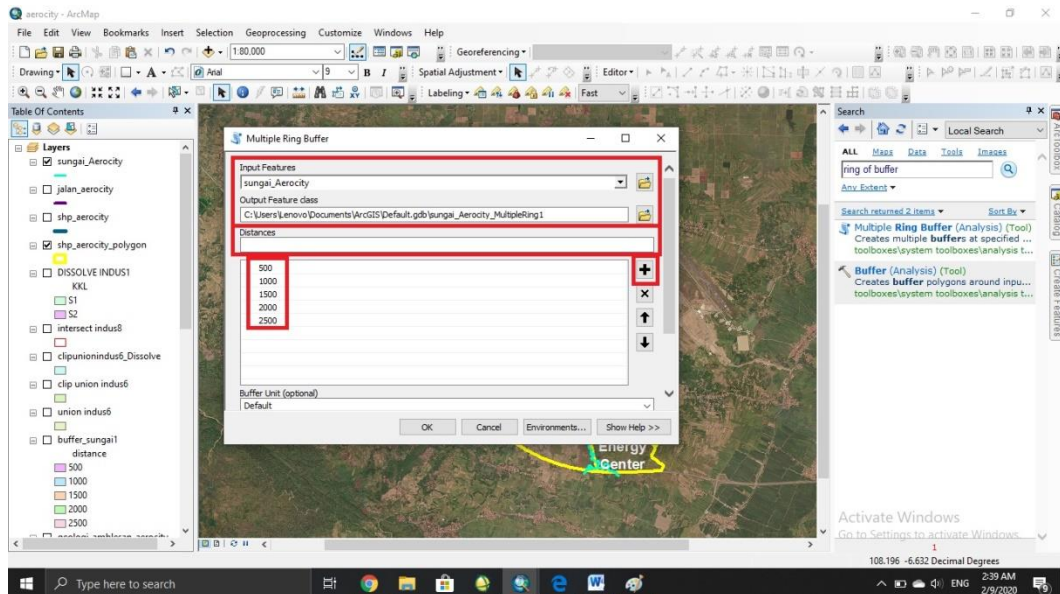 aerocity - ArcMap
File Edit View Bookmarks Insert Selection Geoprocessing Customize Windows Help
1:80.000
Georeferencing
Drawing
A
Arial
9
B I
Spatial Adjustment
Editor
Labeling
Fast
Table Of Contents
Layers
sungai_Aerocity
jalan_aerocity
shp_aerocity
shp_aerocity_polygon
DISSOLVE INDUS1
KKL
S1
S2
intersect indus8
clipunionindus6_Dissolve
clip union indus6
union indus6
buffer_sungai1
distance
500
1000
1500
2000
2500
Multiple Ring Buffer
Input Features
sungai_Aerocity
Output Feature class
C:\Users\Lenovo\Documents\ArcGIS\Default.gdb\sungai_Aerocity_MultipleRing1
Distances
500
1000
1500
2000
2500
Buffer Unit (optional)
Default
OK Cancel Environments... Show Help >>
Energy
Center
Search
Local Search
ALL Maps Data Tools Images
ring of buffer
Any Extent
Search returned 2 items Sort By
Multiple Ring Buffer (Analysis) (Tool)
Creates multiple buffers at specified ...
toolboxes\system toolboxes\analysis t...
Buffer (Analysis) (Tool)
Creates buffer polygons around inpu...
toolboxes\system toolboxes\analysis t...
ArcToolbox
Catalog
Create Features
Activate Windows
Go to Settings to activate Windows.
1
108.196 -6.632 Decimal Degrees
Type here to search
ENG
2:39 AM
2/9/2020